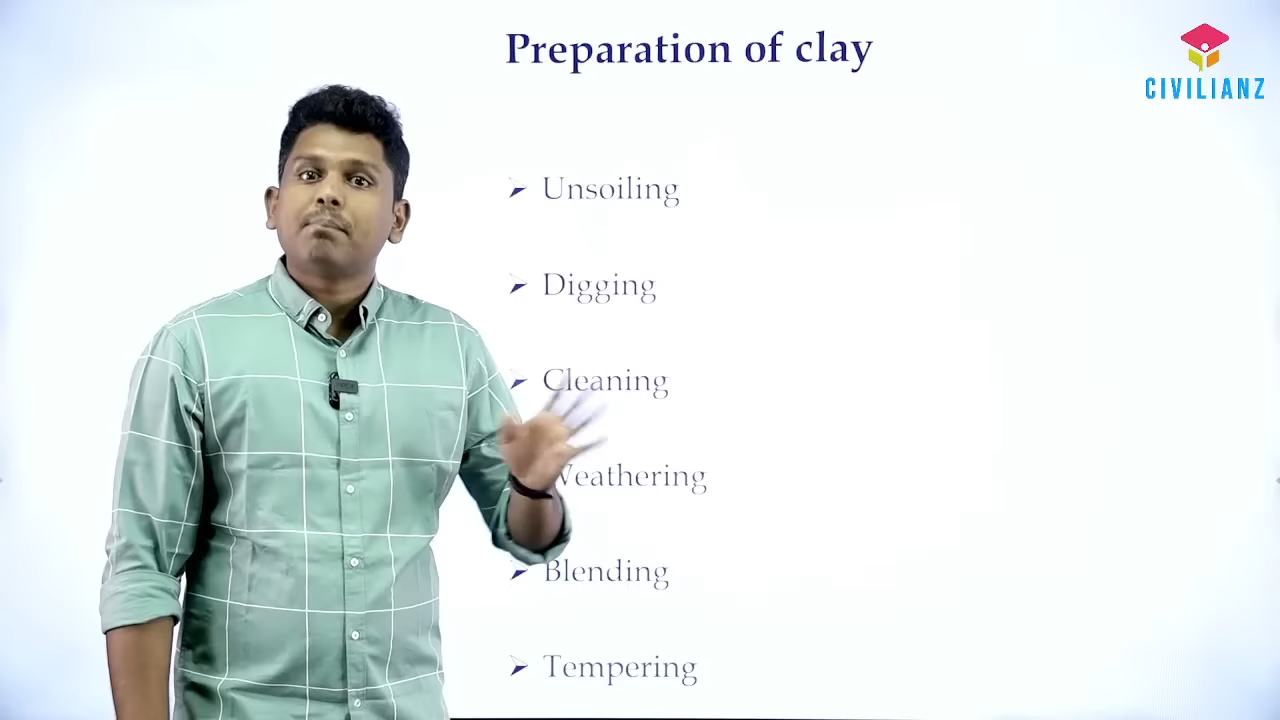 Preparation of clay
CIVILIANZ
Unsoiling
Digging
Cleaning
Weathering
Blending
Tempering